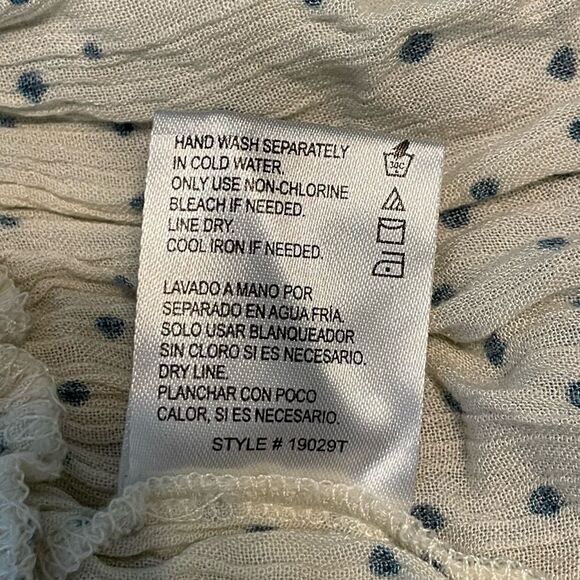 HAND WASH SEPARATELY
IN COLD WATER.
ONLY USE NON-CHLORINE
BLEACH IF NEEDED.
LINE DRY.
COOL IRON IF NEEDED.
LAVADO A MANO POR
SEPARADO EN AGUA FRÍA.
SOLO USAR BLANQUEADOR
SIN CLORO SI ES NECESARIO.
DRY LINE.
PLANCHAR CON POCO
CALOR, SI ES NECESARIO.
STYLE # 19029T
30C